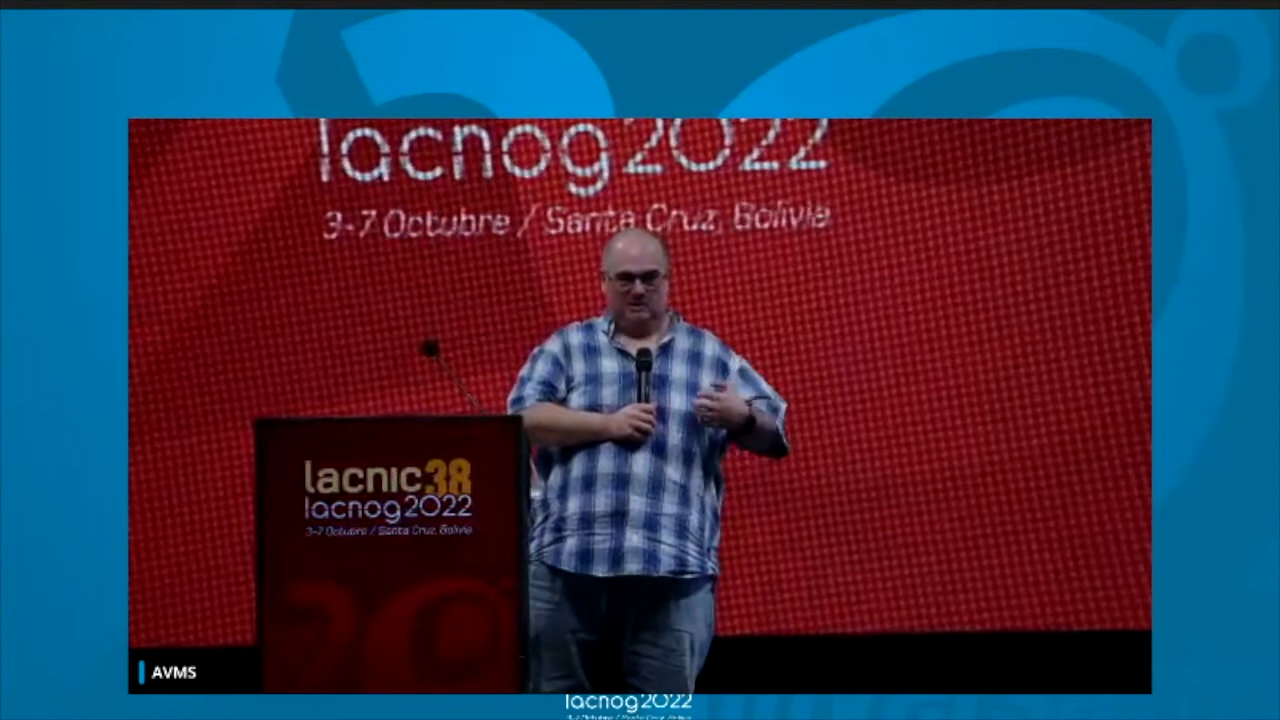 lacnog2022
3-7 Octubre / Santa Cruz, Bolivia
lacnic38
lacnog2022
3-7 Octubre / Santa Cruz, Bolivia
AVMS
lacnog2022